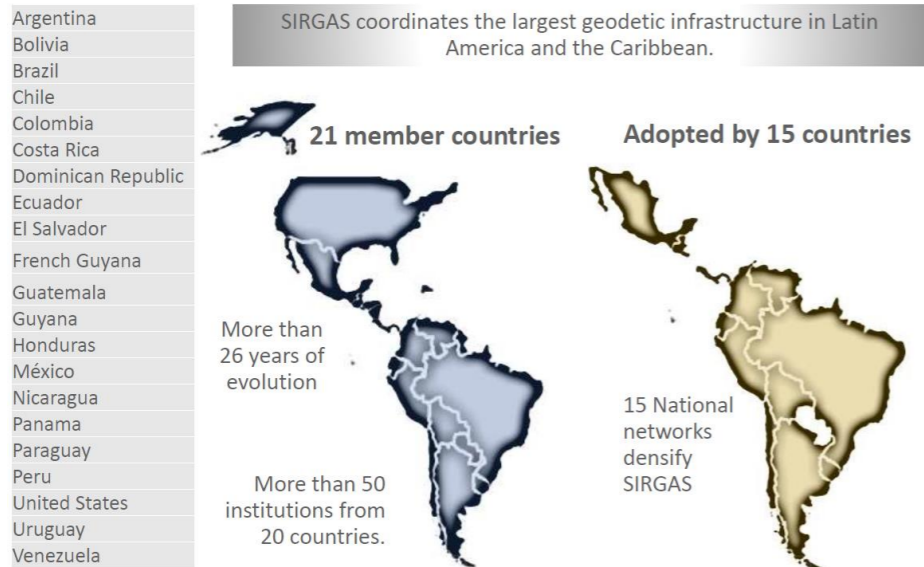 Argentina
Bolivia
Brazil
Chile
Colombia
Costa Rica
Dominican Republic
Ecuador
El Salvador
French Guyana
Guatemala
Guyana
Honduras
México
Nicaragua
Panama
Paraguay
Peru
United States
Uruguay
Venezuela
SIRGAS coordinates the largest geodetic infrastructure in Latin
America and the Caribbean.
21 member countries
More than
26 years of
evolution
More than 50
institutions from
20 countries.
Adopted by 15 countries
15 National
networks
densify
SIRGAS